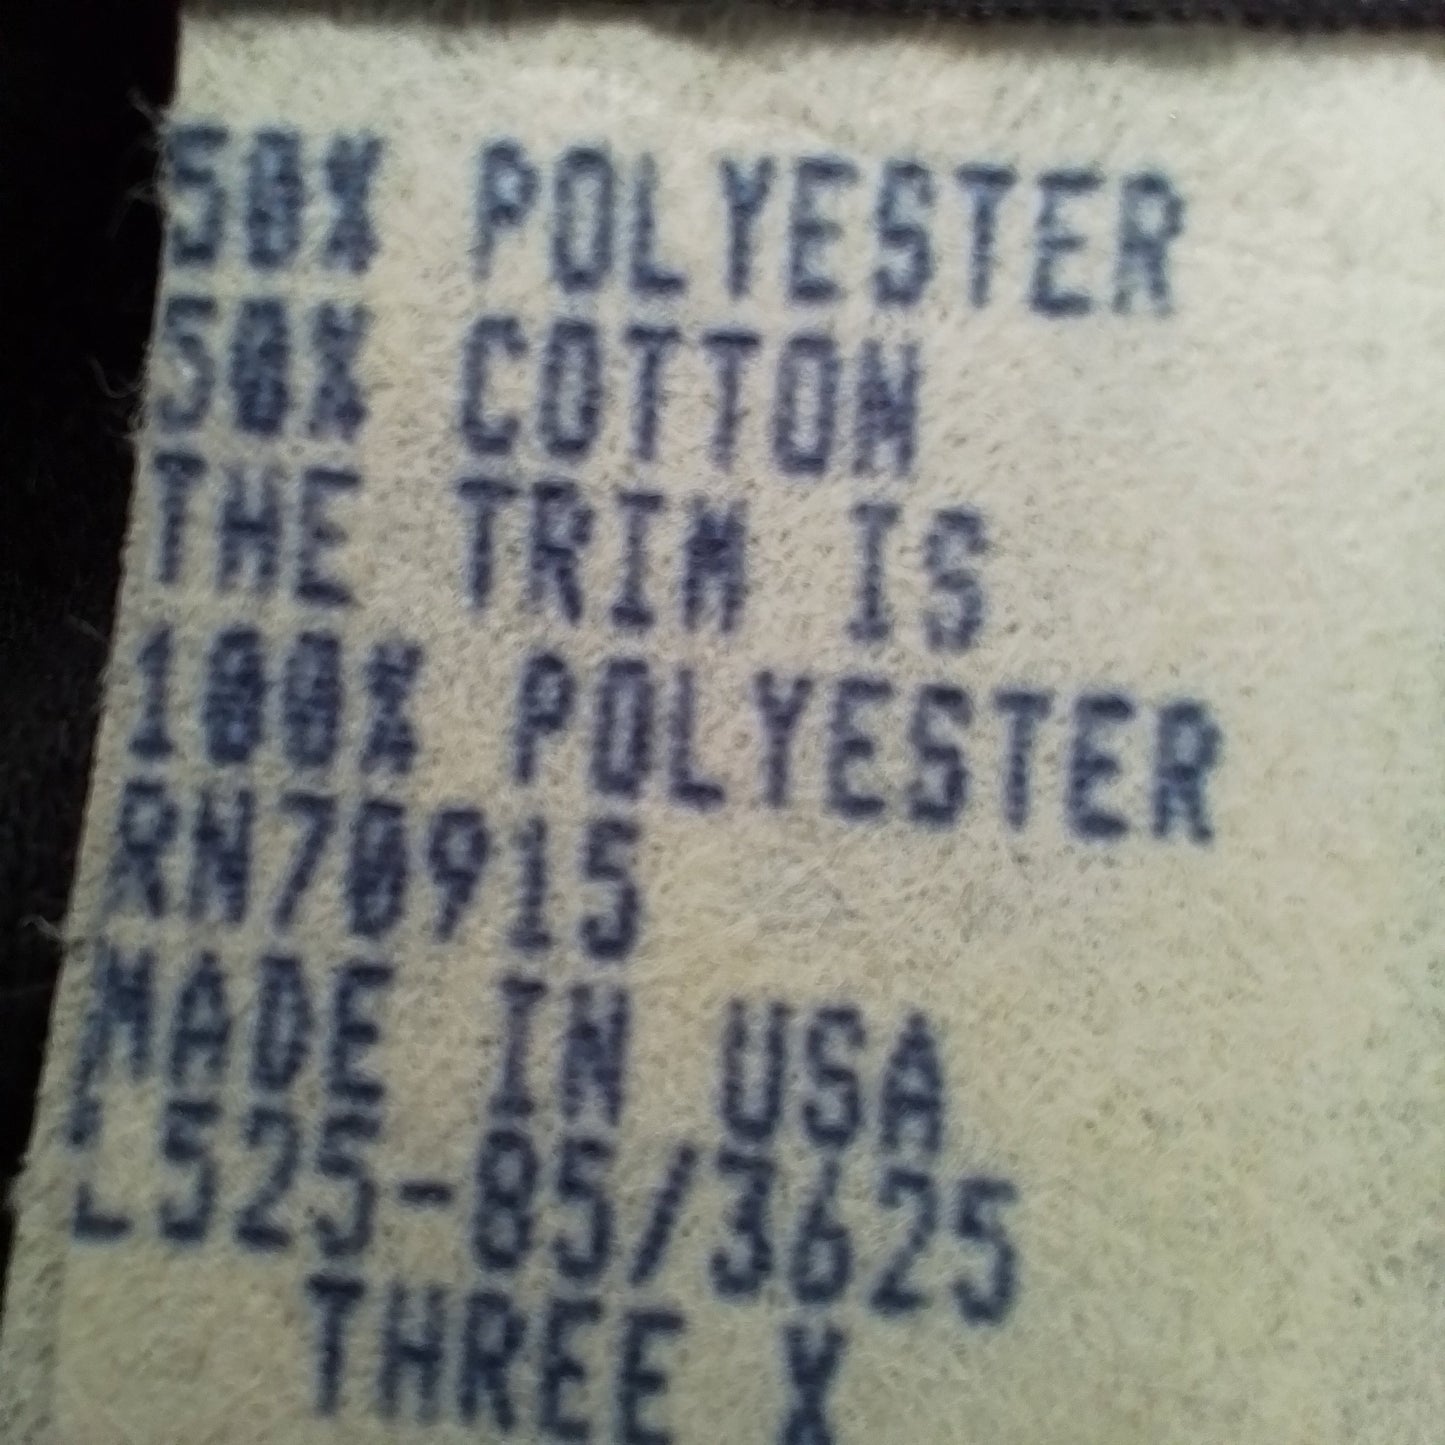 50% POLYESTER
50% COTTON
THE TRIM IS
100% POLYESTER
RN70915
MADE IN USA
L525-85/3625
THREE X